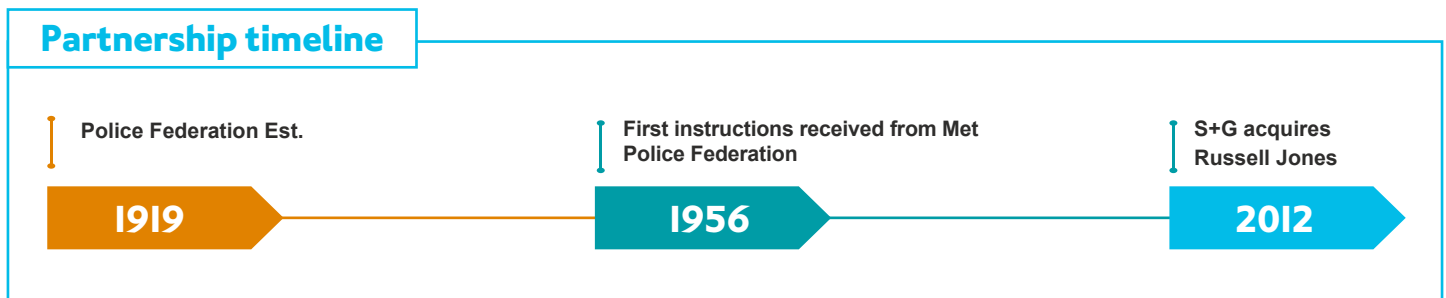 Partnership timeline
Police Federation Est.
1919
First instructions received from Met
Police Federation
1956
S+G acquires
Russell Jones
2012